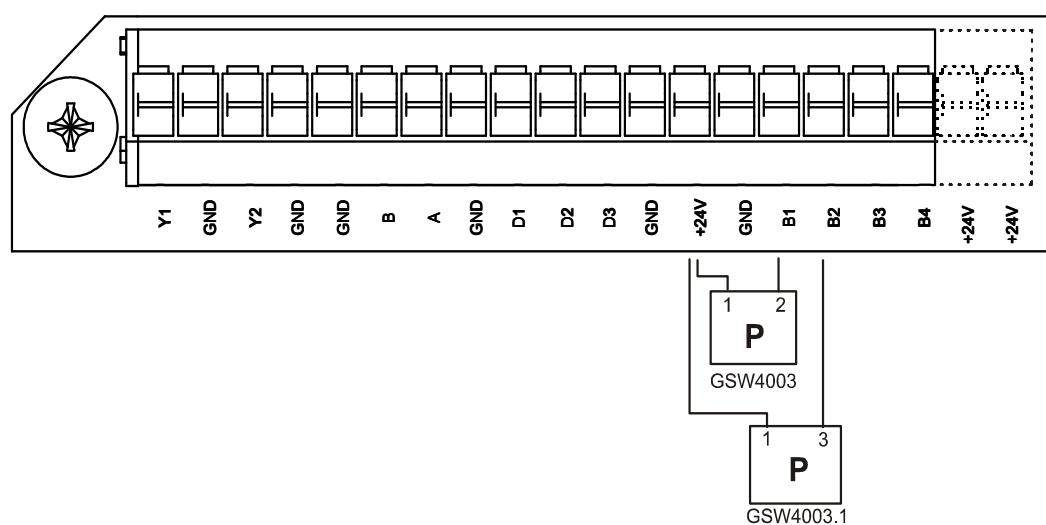 Y1 GND Y2 GND GND B A GND D1 D2 D3 GND +24V GND B1 B2 B3 B4 +24V +24V
1 2
P
GSW4003
1 3
P
GSW4003.1